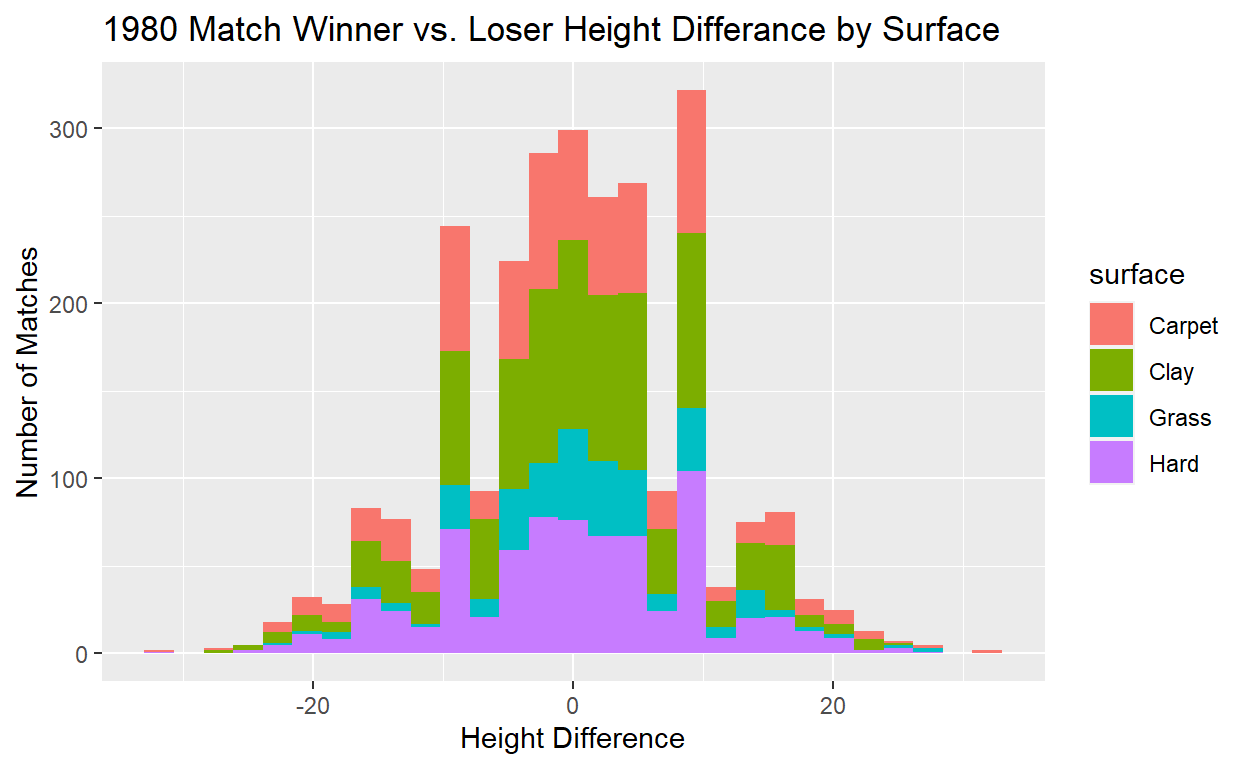 1980 Match Winner vs. Loser Height Differance by Surface
Number of Matches
300
200
100
0
-20
0
20
Height Difference
surface
Carpet
Clay
Grass
Hard